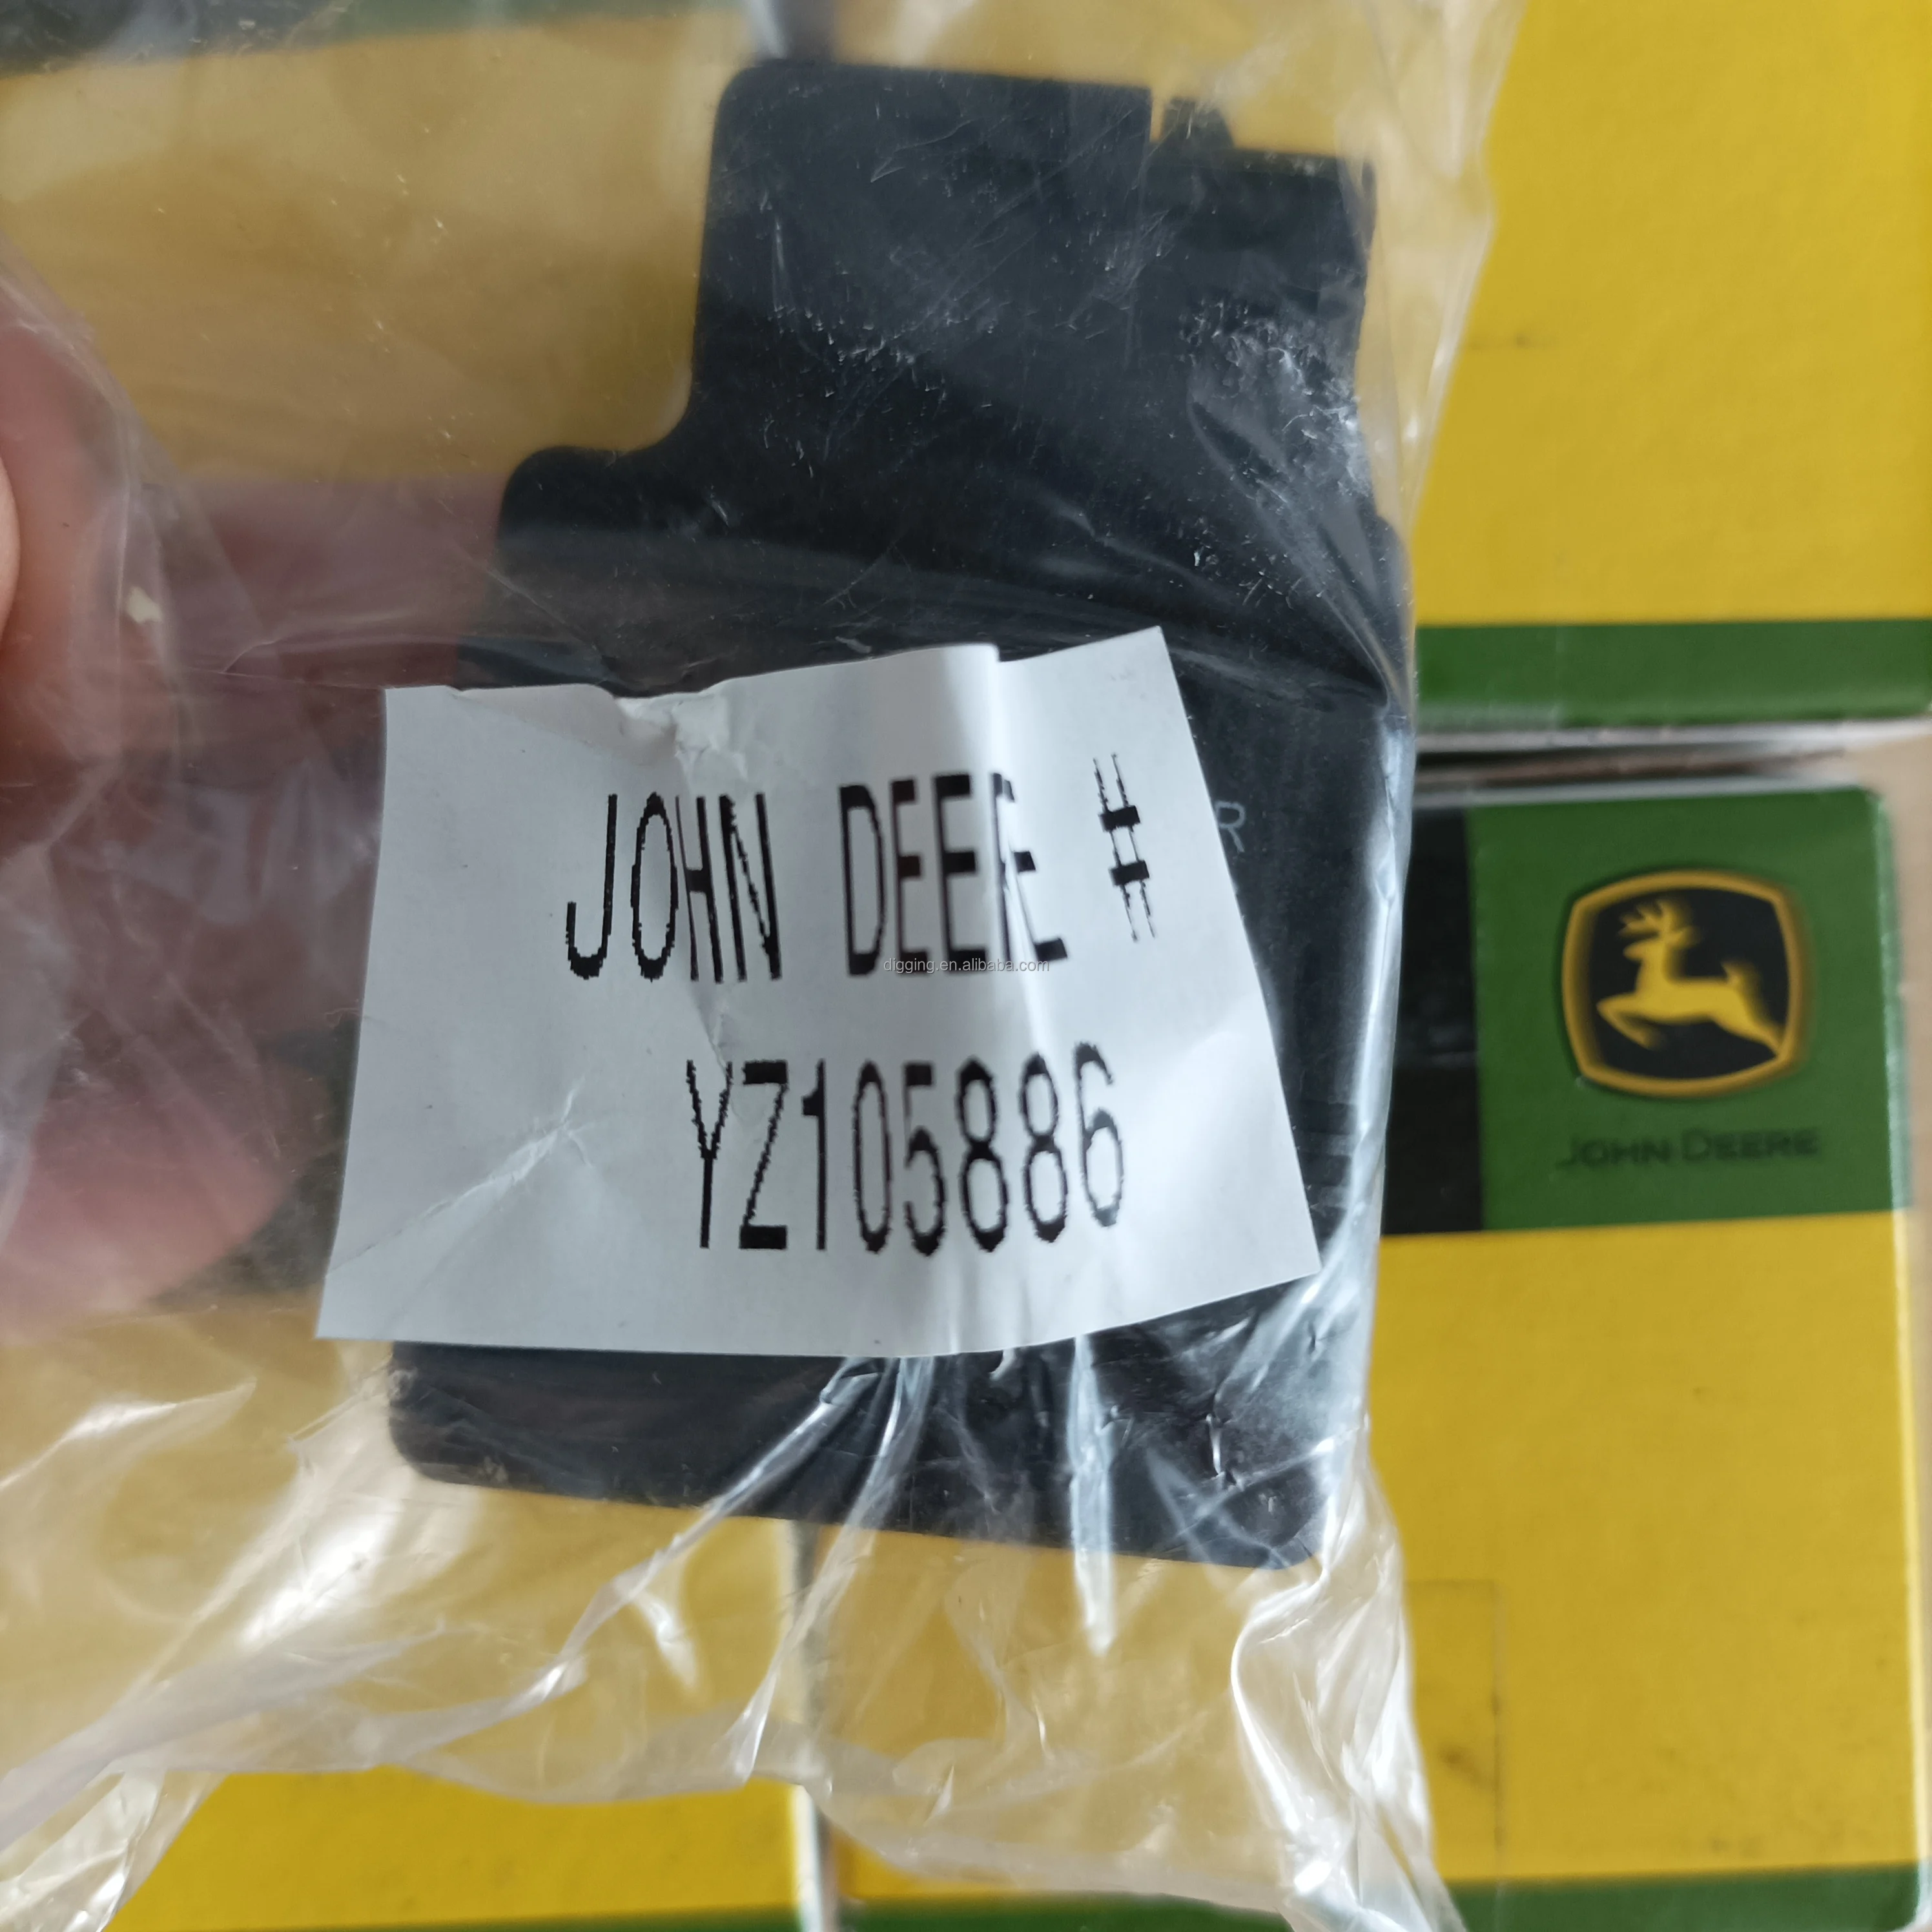 JOHN DEERE #
digging.en.alibaba.com
YZ105886
R
JOHN DEERE